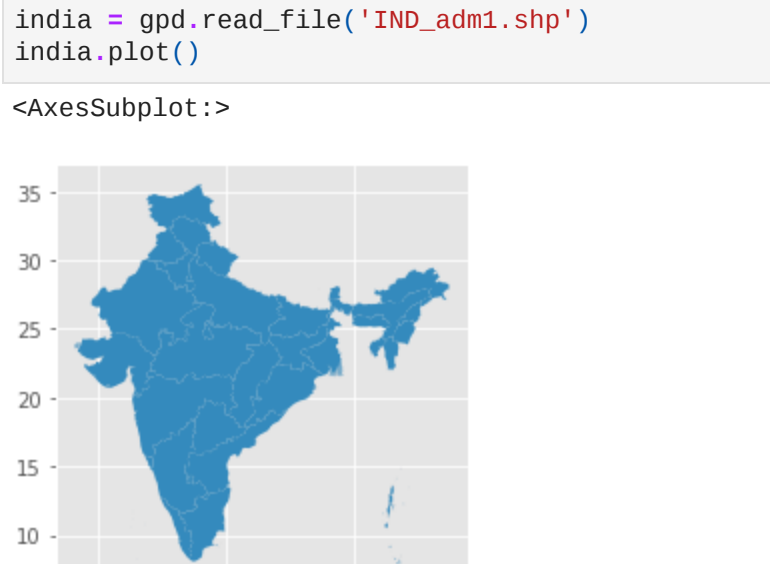 india = gpd.read_file('IND_adm1.shp')
india.plot()
<AxesSubplot:>
35
30
25
20
15
10